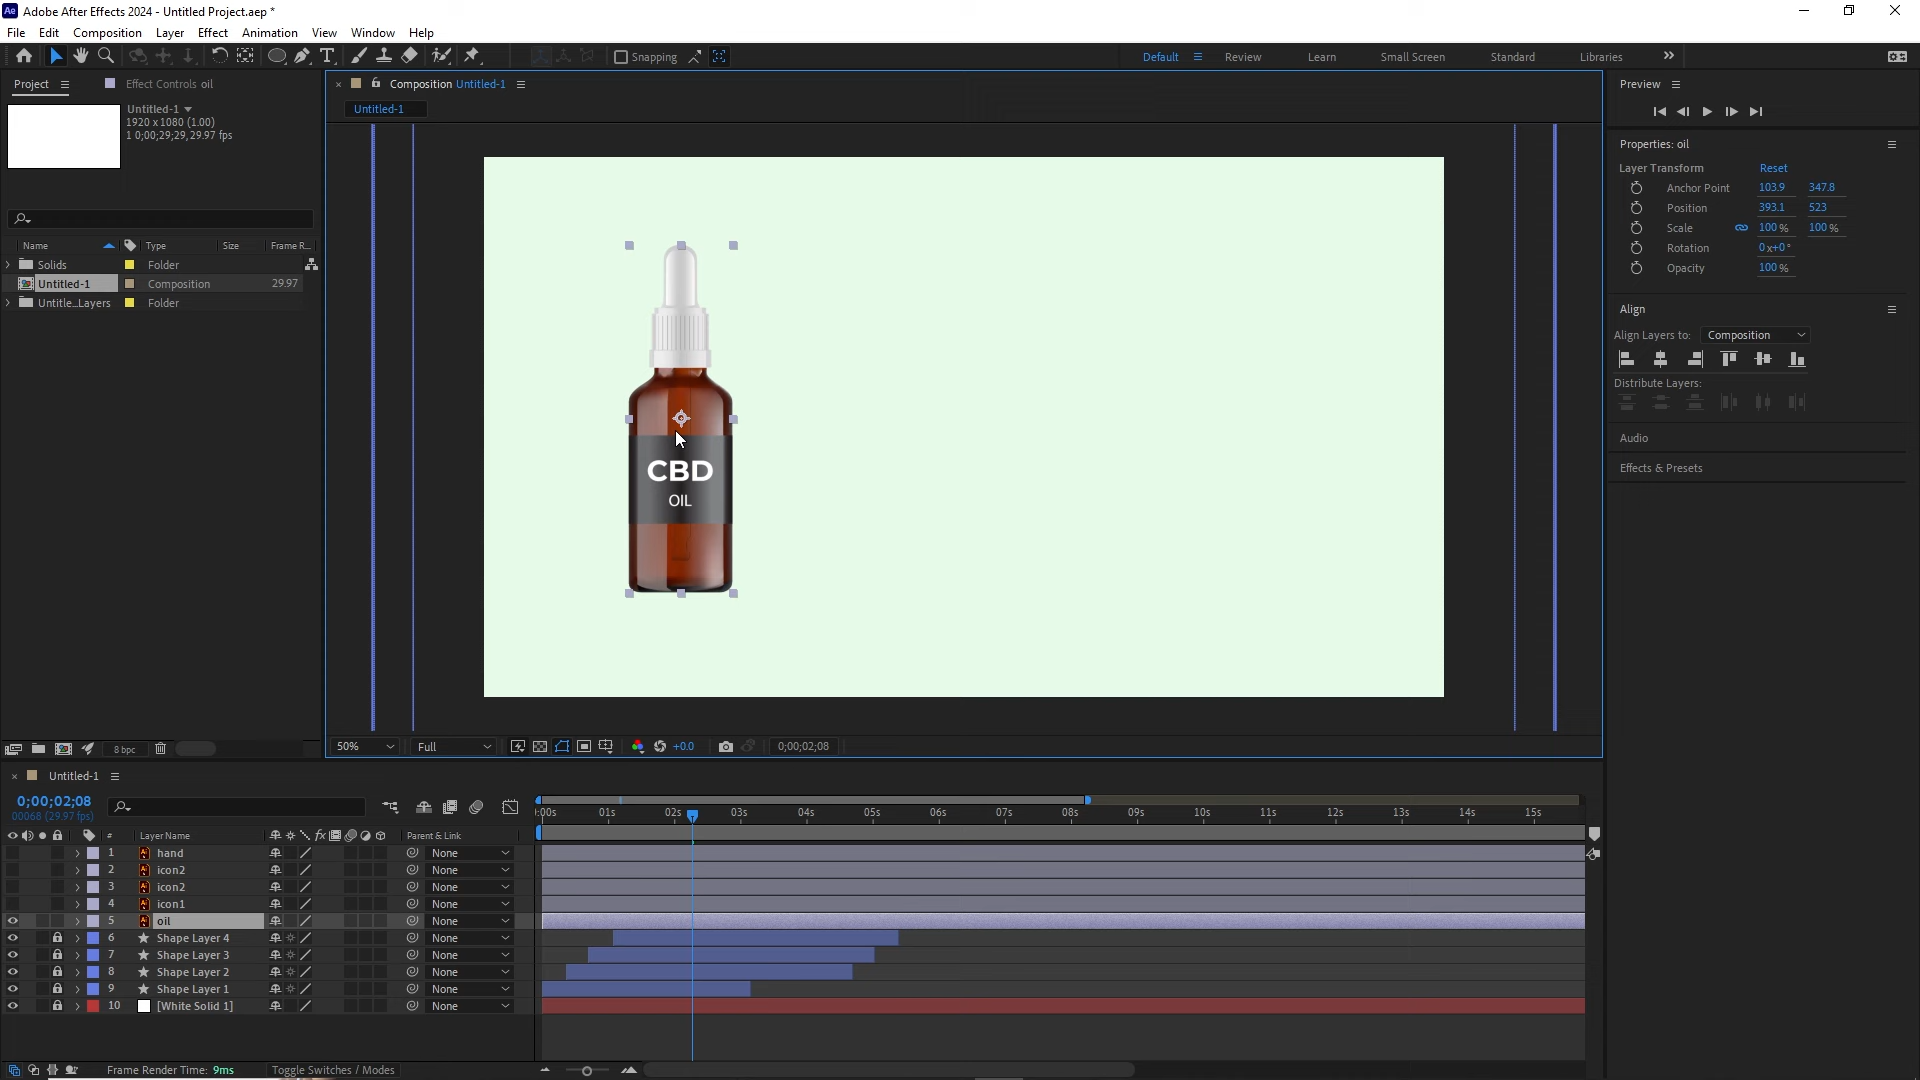 Adobe After Effects 2024 - Untitled Project.aep *
File Edit Composition Layer Effect Animation View Window Help
Snapping
Default Review Learn Small Screen Standard Libraries
Project Effect Controls oil
Untitled-1
1920 x 1080 (1.00)
1 0;00;29;29, 29.97 fps
Name Type Size Frame R...
Solids Folder
Untitled-1 Composition 29.97
Untitle...Layers Folder
8 bpc
Composition Untitled-1
Untitled-1
CBD
OIL
50% Full +0.0 0;00;02;08
Preview
Properties: oil
Layer Transform Reset
Anchor Point 103.9 347.8
Position 393.1 523
Scale 100 % 100 %
Rotation 0 x+0 °
Opacity 100 %
Align
Align Layers to: Composition
Distribute Layers:
Audio
Effects & Presets
Untitled-1
0;00;02;08
00068 (29.97 fps)
:00s 01s 02s 03s 04s 05s 06s 07s 08s 09s 10s 11s 12s 13s 14s 15s
# Layer Name fx Parent & Link
1 hand None
2 icon2 None
3 icon2 None
4 icon1 None
5 oil None
6 Shape Layer 4 None
7 Shape Layer 3 None
8 Shape Layer 2 None
9 Shape Layer 1 None
10 [White Solid 1] None
Frame Render Time: 9ms Toggle Switches / Modes